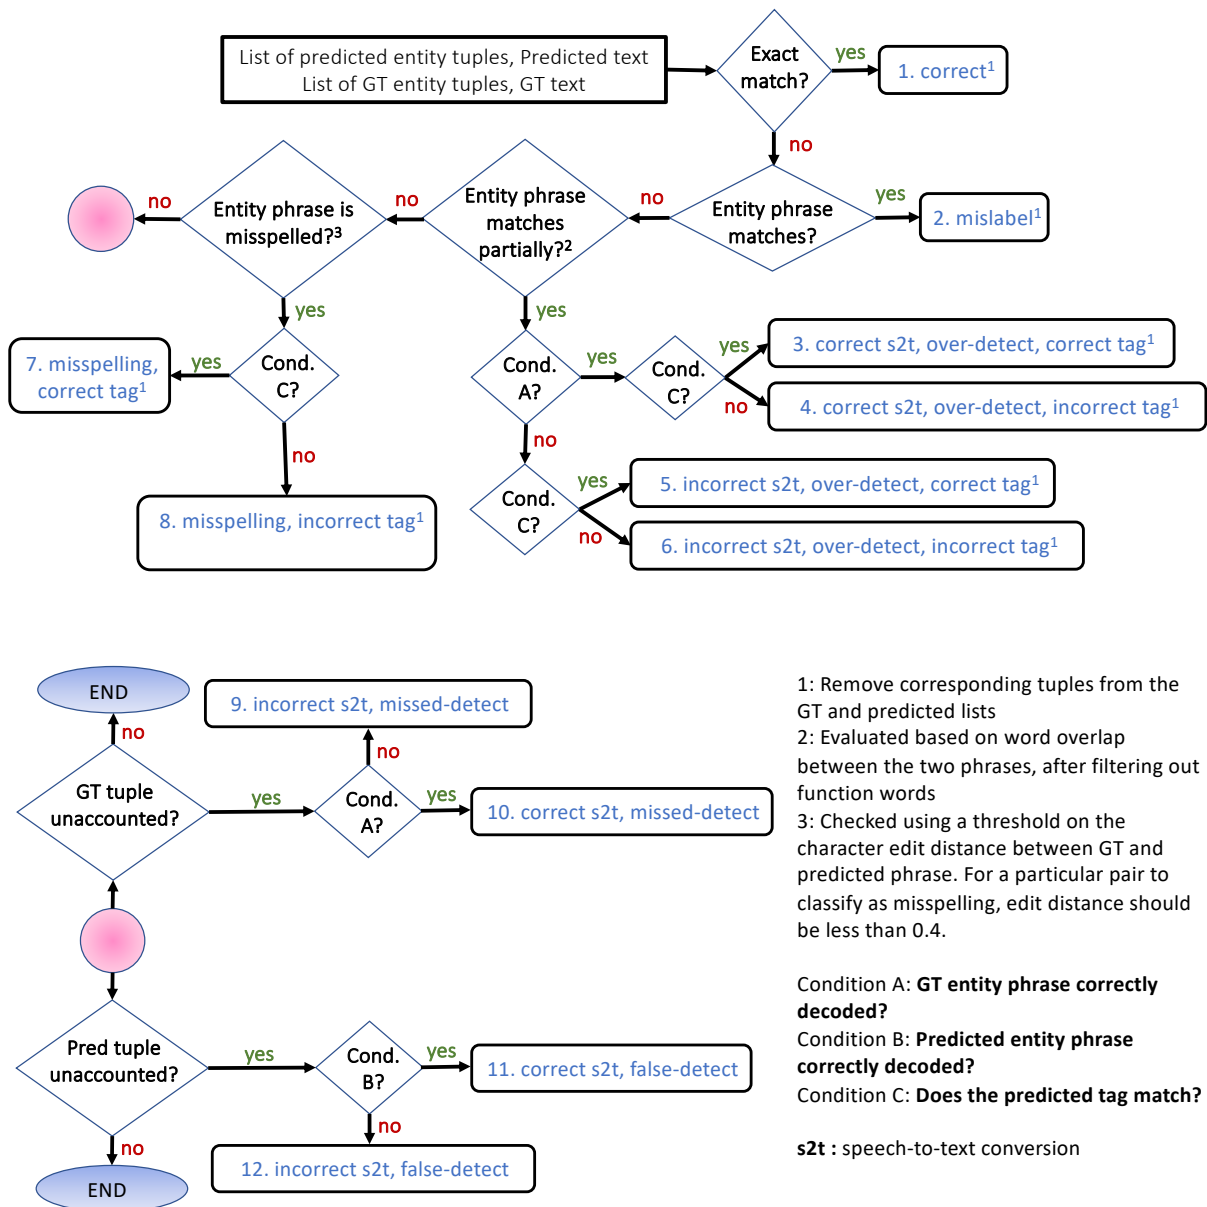 List of predicted entity tuples, Predicted text
List of GT entity tuples, GT text
Exact
match?
yes
1. correct1
no
Entity phrase
matches?
yes
2. mislabel1
no
Entity phrase
matches
partially?2
no
Entity phrase is
misspelled?3
no
yes
Cond.
C?
yes
7. misspelling,
correct tag1
no
8. misspelling, incorrect tag1
yes
Cond.
A?
yes
Cond.
C?
yes
3. correct s2t, over-detect, correct tag1
no
4. correct s2t, over-detect, incorrect tag1
no
Cond.
C?
yes
5. incorrect s2t, over-detect, correct tag1
no
6. incorrect s2t, over-detect, incorrect tag1
END
no
GT tuple
unaccounted?
yes
Cond.
A?
no
9. incorrect s2t, missed-detect
yes
10. correct s2t, missed-detect
Pred tuple
unaccounted?
yes
Cond.
B?
yes
11. correct s2t, false-detect
no
12. incorrect s2t, false-detect
no
END
1: Remove corresponding tuples from the
GT and predicted lists
2: Evaluated based on word overlap
between the two phrases, after filtering out
function words
3: Checked using a threshold on the
character edit distance between GT and
predicted phrase. For a particular pair to
classify as misspelling, edit distance should
be less than 0.4.
Condition A: GT entity phrase correctly
decoded?
Condition B: Predicted entity phrase
correctly decoded?
Condition C: Does the predicted tag match?
s2t : speech-to-text conversion